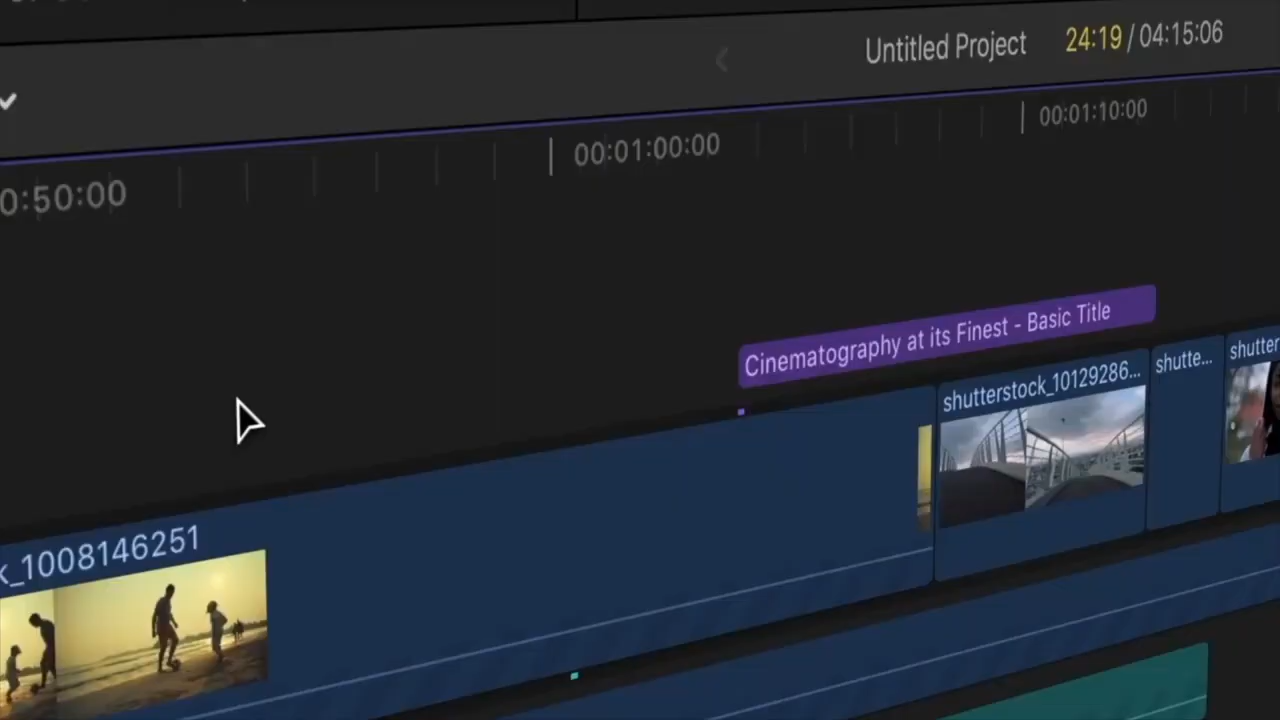 Untitled Project 24:19 / 04:15:06
0:50:00 00:01:00:00 00:01:10:00
Cinematography at its Finest - Basic Title
k_1008146251 shutterstock_10129286... shutte... shutter